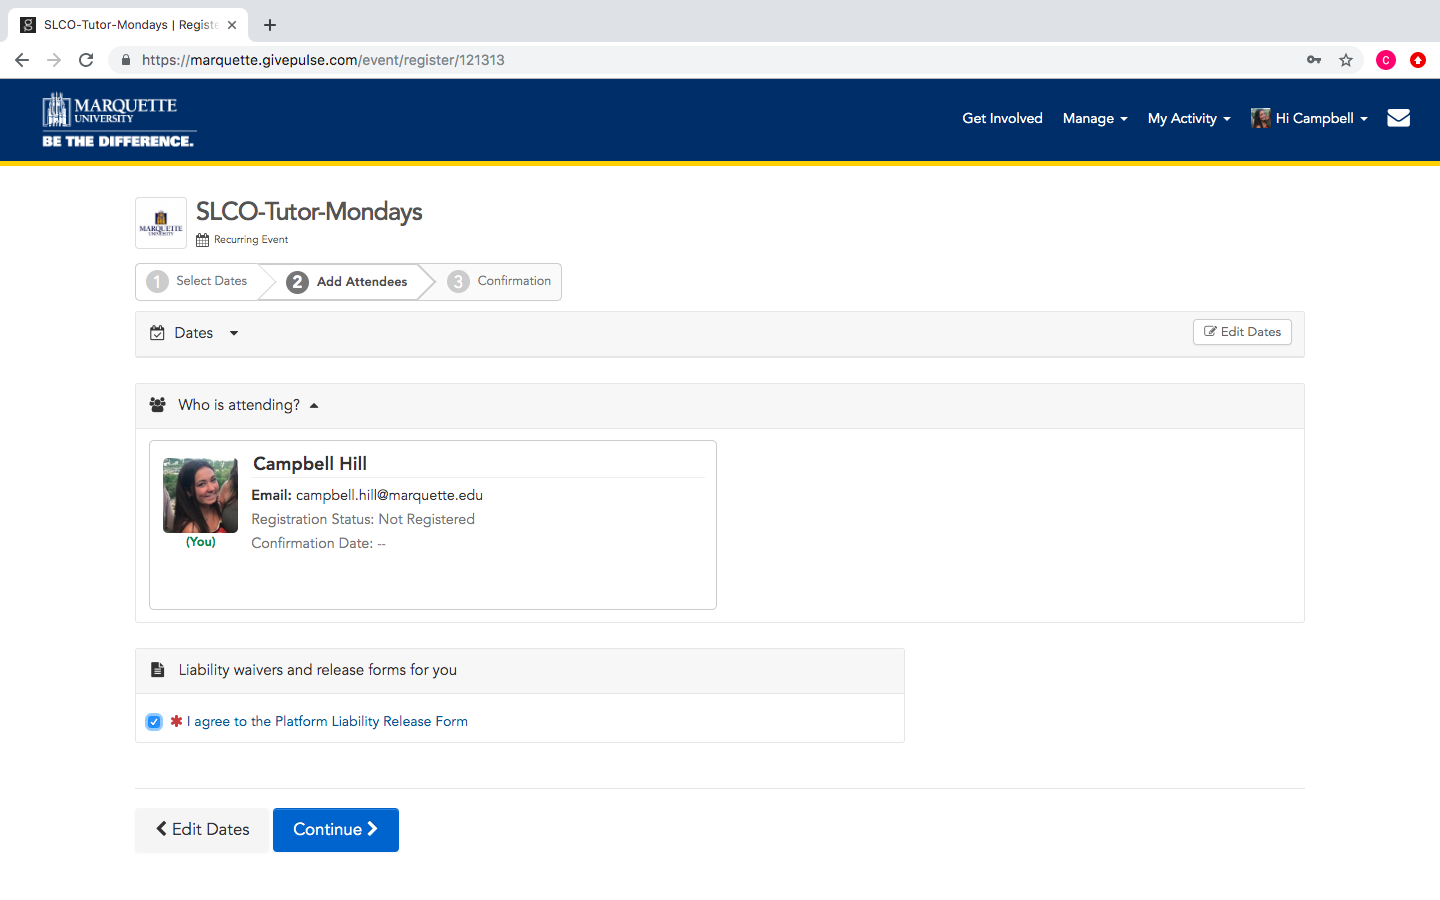 SLCO-Tutor-Mondays | Registe
https://marquette.givepulse.com/event/register/121313
C
MARQUETTE
UNIVERSITY
BE THE DIFFERENCE.
Get Involved
Manage
My Activity
Hi Campbell
MARQUETTE
UNIVERSITY
SLCO-Tutor-Mondays
Recurring Event
1 Select Dates
2 Add Attendees
3 Confirmation
Dates
Edit Dates
Who is attending?
Campbell Hill
Email: campbell.hill@marquette.edu
Registration Status: Not Registered
(You)
Confirmation Date: --
Liability waivers and release forms for you
* I agree to the Platform Liability Release Form
Edit Dates
Continue